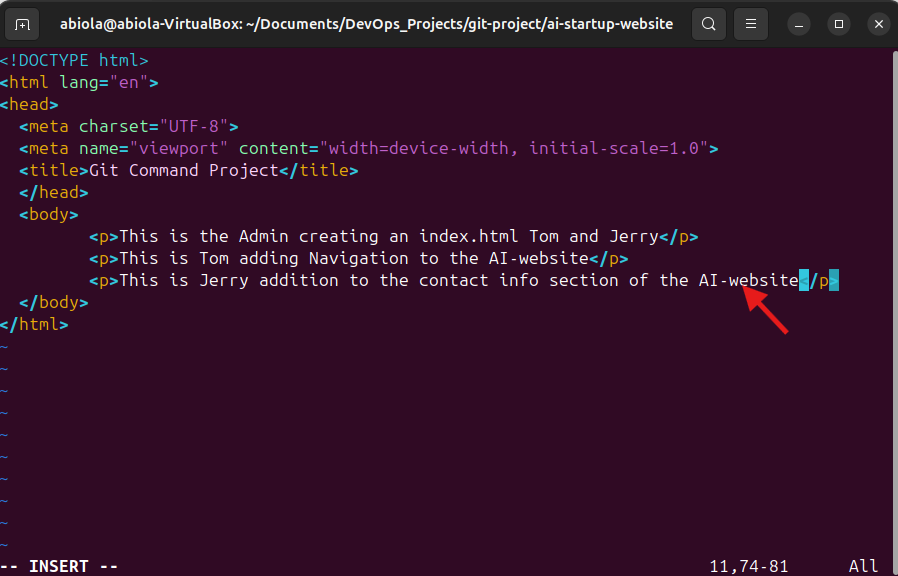 abiola@abiola-VirtualBox: ~/Documents/DevOps_Projects/git-project/ai-startup-website
<!DOCTYPE html>
<html lang="en">
<head>
  <meta charset="UTF-8">
  <meta name="viewport" content="width=device-width, initial-scale=1.0">
  <title>Git Command Project</title>
  </head>
  <body>
         <p>This is the Admin creating an index.html Tom and Jerry</p>
         <p>This is Tom adding Navigation to the AI-website</p>
         <p>This is Jerry addition to the contact info section of the AI-website</p>
  </body>
</html>
~
~
~
~
~
~
~
~
~
~
-- INSERT -- 11,74-81 All